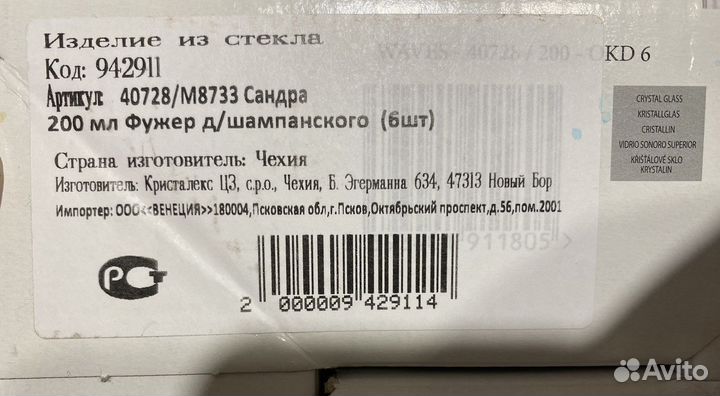 Изделие из стекла
WAVES - 40728 / 200 - OKD 6
Код: 942911
Артикул: 40728/M8733 Сандра
200 мл Фужер д/шампанского (6шт)
Страна изготовитель: Чехия
Изготовитель: Кристалекс ЦЗ, с.р.о., Чехия, Б. Эгерманна 634, 47313 Новый Бор
Импортер: ООО<<ВЕНЕЦИЯ>>180004,Псковская обл,г.Псков,Октябрьский проспект,д.56,пом.2001
911805>
РСТ
2 000009 429114
CRYSTAL GLASS
KRISTALLGLAS
CRISTALLIN
VIDRIO SONORO SUPERIOR
KŘIŠŤÁLOVÉ SKLO
KRYSTALIN
Avito